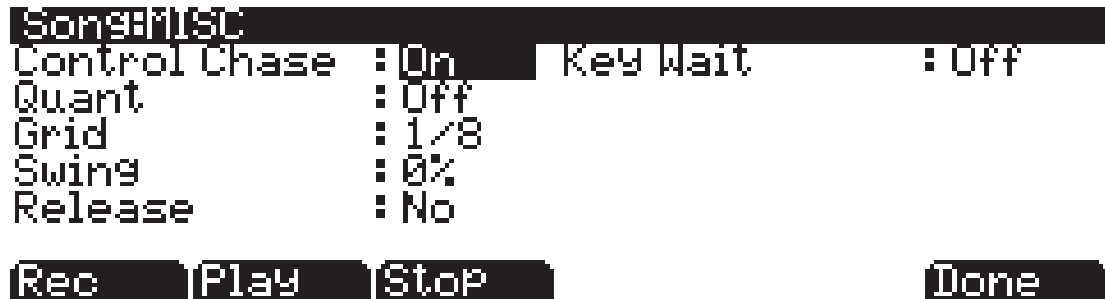 Song:MISC
Control Chase :On Key Wait :Off
Quant :Off
Grid :1/8
Swing :0%
Release :No
Rec Play Stop Done